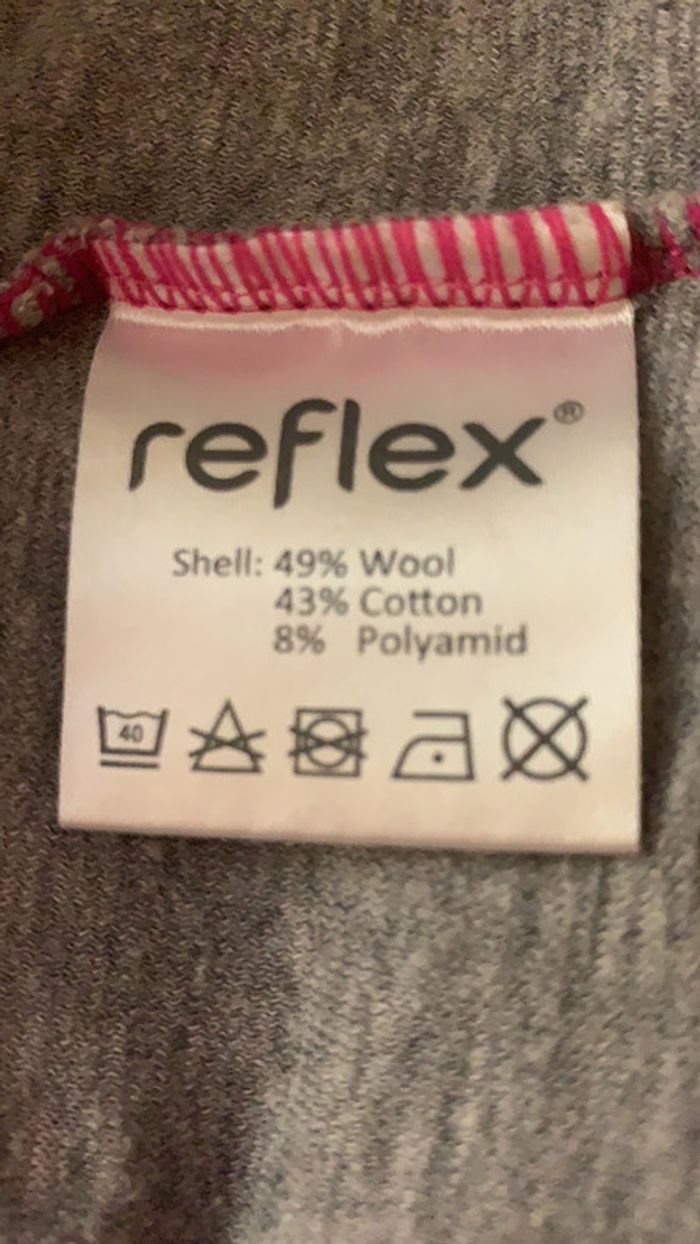 reflex®
Shell: 49% Wool
43% Cotton
8% Polyamid
40